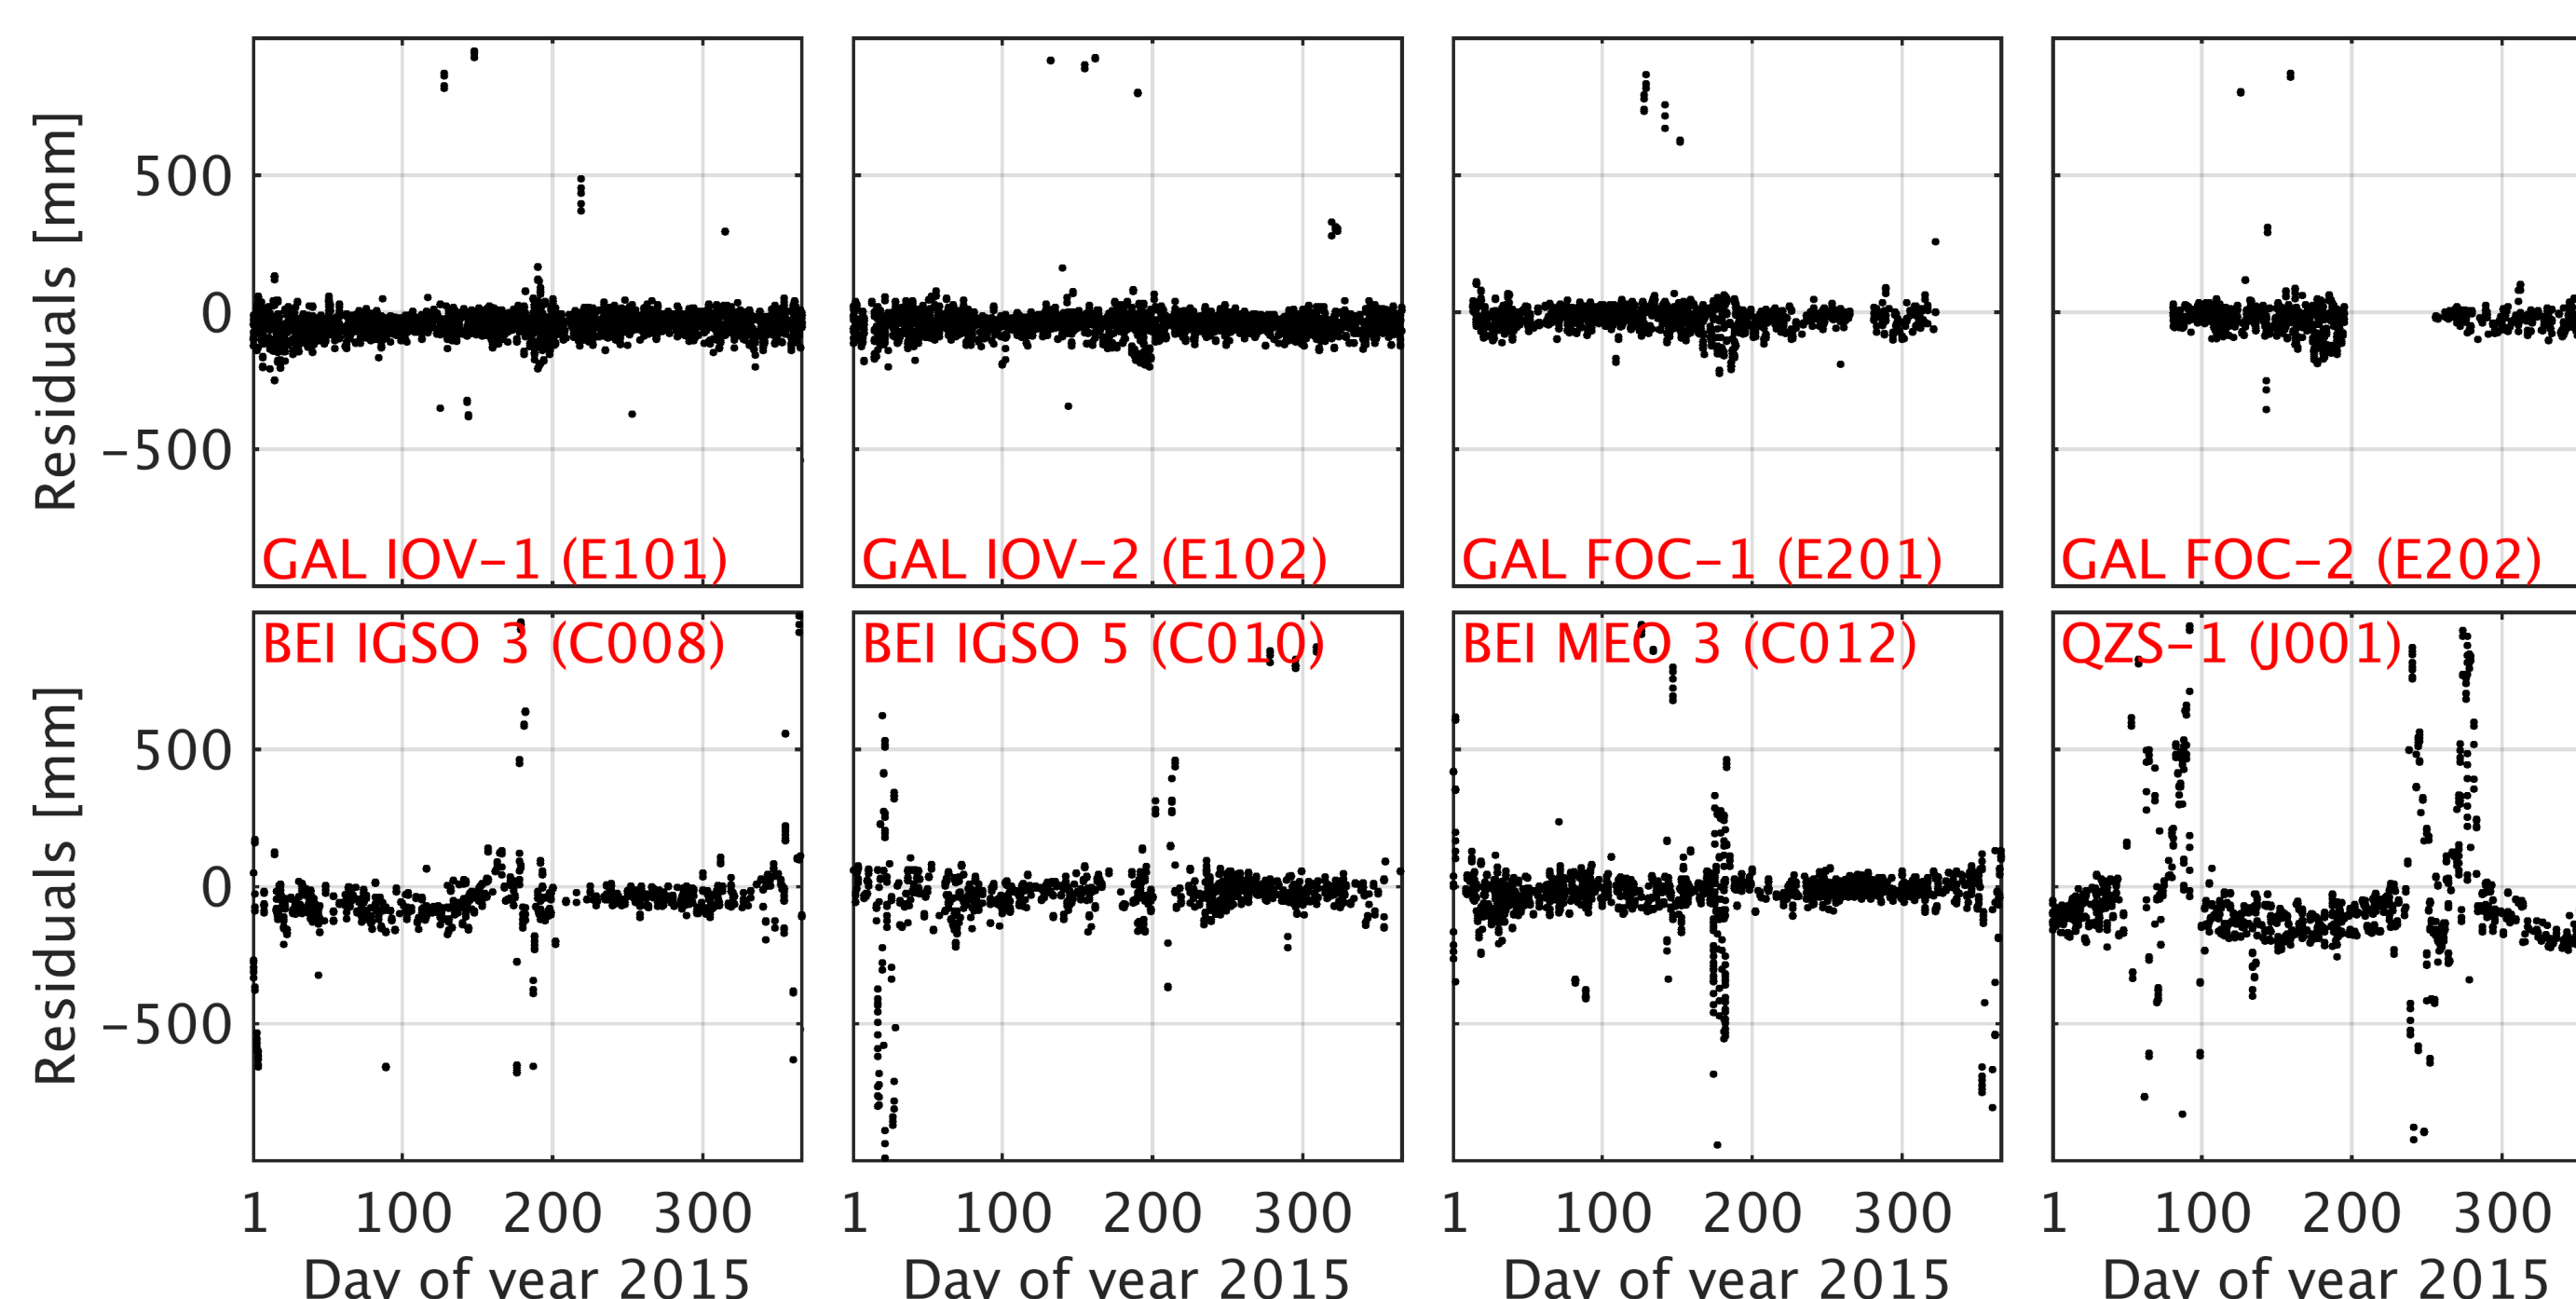 Residuals [mm]
500
0
−500
GAL IOV−1 (E101)
GAL IOV−2 (E102)
GAL FOC−1 (E201)
GAL FOC−2 (E202)
Residuals [mm]
500
0
−500
BEI IGSO 3 (C008)
BEI IGSO 5 (C010)
BEI MEO 3 (C012)
QZS−1 (J001)
1 100 200 300
1 100 200 300
1 100 200 300
1 100 200 300
Day of year 2015
Day of year 2015
Day of year 2015
Day of year 2015